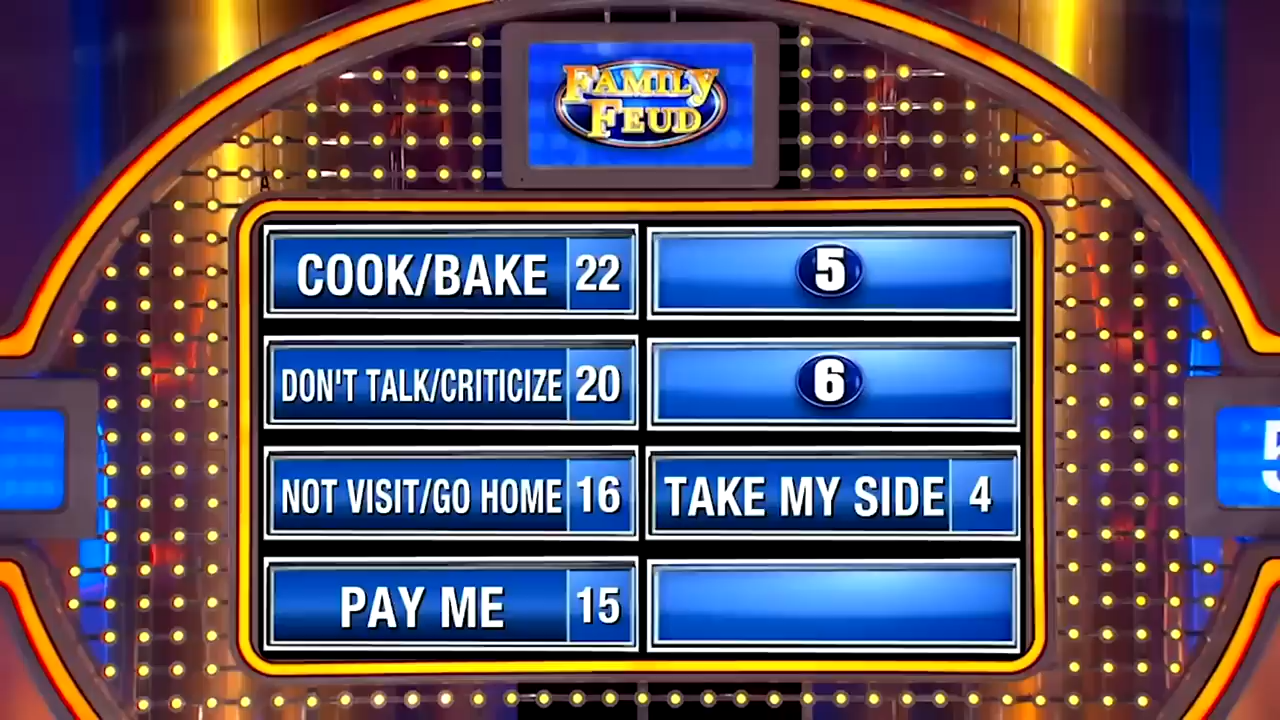 FAMILY
FEUD
COOK/BAKE 22
5
DON'T TALK/CRITICIZE 20
6
NOT VISIT/GO HOME 16
TAKE MY SIDE 4
PAY ME 15